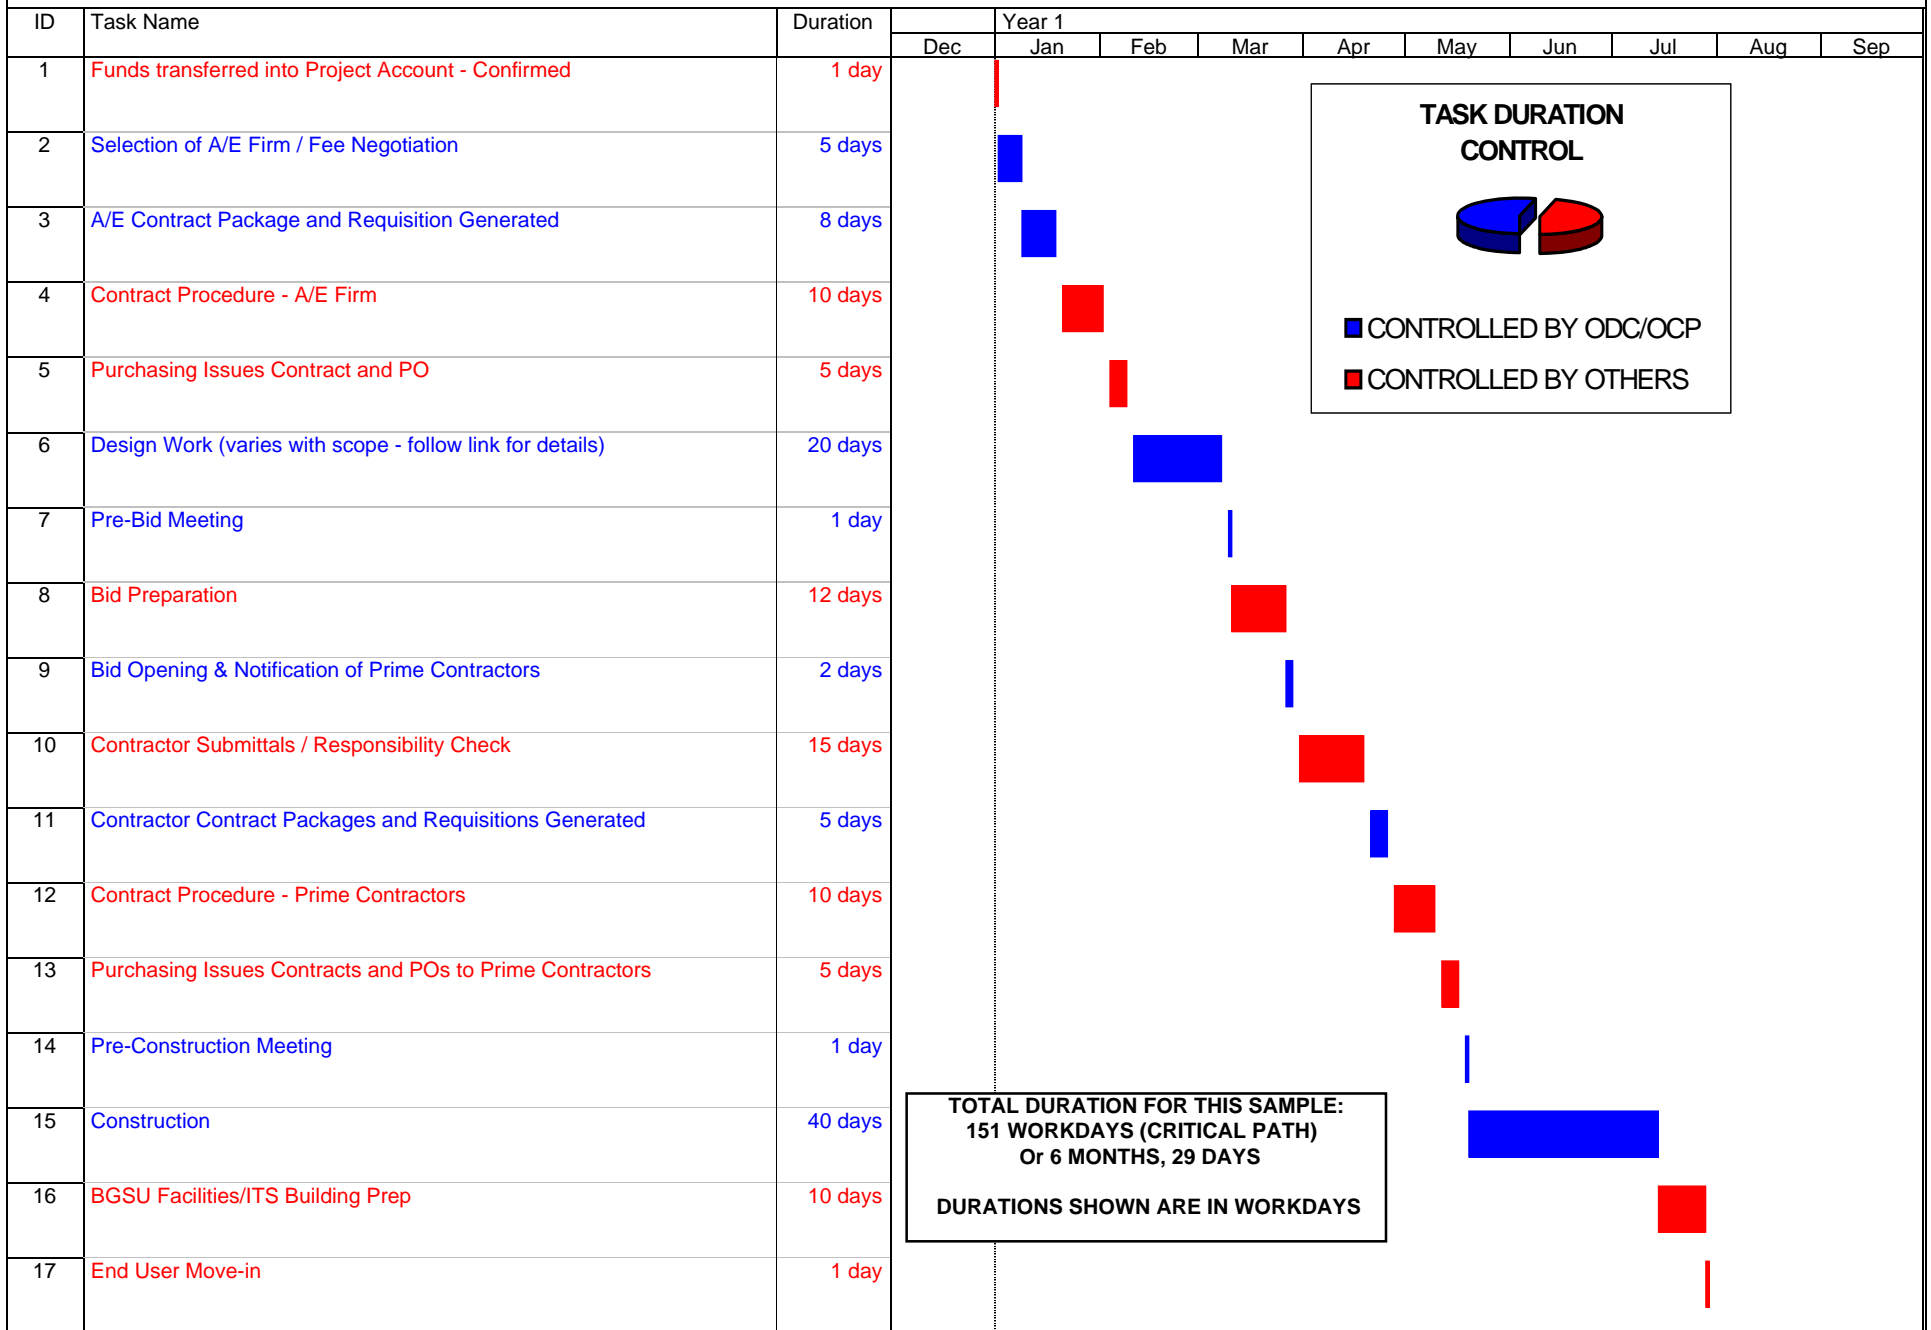 ID Task Name Duration Year 1
Dec Jan Feb Mar Apr May Jun Jul Aug Sep
1 Funds transferred into Project Account - Confirmed 1 day
2 Selection of A/E Firm / Fee Negotiation 5 days
3 A/E Contract Package and Requisition Generated 8 days
4 Contract Procedure - A/E Firm 10 days
5 Purchasing Issues Contract and PO 5 days
6 Design Work (varies with scope - follow link for details) 20 days
7 Pre-Bid Meeting 1 day
8 Bid Preparation 12 days
9 Bid Opening & Notification of Prime Contractors 2 days
10 Contractor Submittals / Responsibility Check 15 days
11 Contractor Contract Packages and Requisitions Generated 5 days
12 Contract Procedure - Prime Contractors 10 days
13 Purchasing Issues Contracts and POs to Prime Contractors 5 days
14 Pre-Construction Meeting 1 day
15 Construction 40 days
16 BGSU Facilities/ITS Building Prep 10 days
17 End User Move-in 1 day
TASK DURATION
CONTROL
CONTROLLED BY ODC/OCP
CONTROLLED BY OTHERS
TOTAL DURATION FOR THIS SAMPLE:
151 WORKDAYS (CRITICAL PATH)
Or 6 MONTHS, 29 DAYS
DURATIONS SHOWN ARE IN WORKDAYS